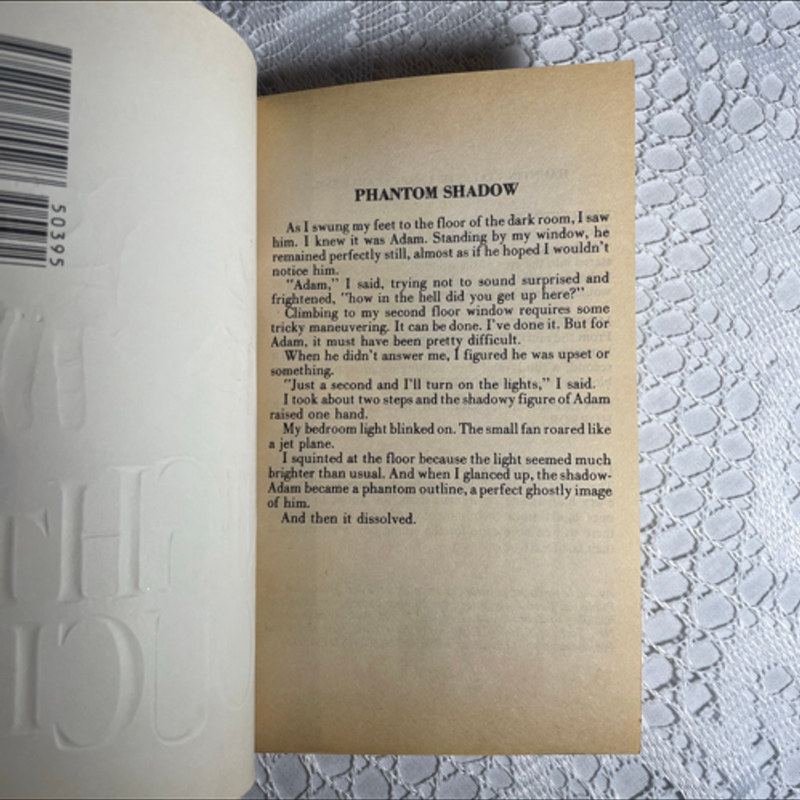 50395
PHANTOM SHADOW
As I swung my feet to the floor of the dark room, I saw
him. I knew it was Adam. Standing by my window, he
remained perfectly still, almost as if he hoped I wouldn't
notice him.
"Adam," I said, trying not to sound surprised and
frightened, "how in the hell did you get up here?"
Climbing to my second floor window requires some
tricky maneuvering. It can be done. I've done it. But for
Adam, it must have been pretty difficult.
When he didn't answer me, I figured he was upset or
something.
"Just a second and I'll turn on the lights," I said.
I took about two steps and the shadowy figure of Adam
raised one hand.
My bedroom light blinked on. The small fan roared like
a jet plane.
I squinted at the floor because the light seemed much
brighter than usual. And when I glanced up, the shadow-
Adam became a phantom outline, a perfect ghostly image
of him.
And then it dissolved.